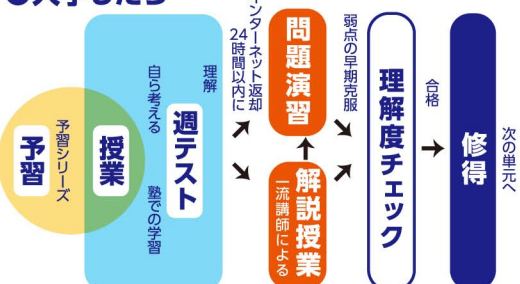 予習
予習シリーズ
授業
自ら考える
理解
週テスト
塾での学習
24時間以内に
ンターネット返却
問題演習
一流講師による
解説授業
弱点の早期克服
理解度チェック
合格
修得
次の単元へ